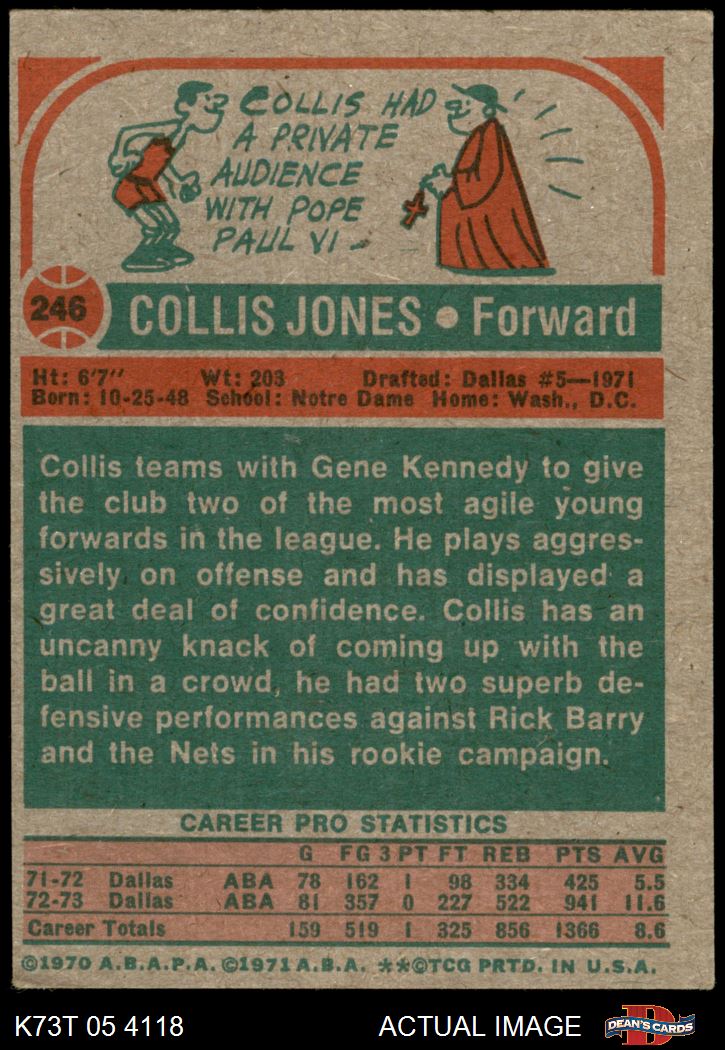 COLLIS HAD
A PRIVATE
AUDIENCE
WITH POPE
PAUL VI -
246
COLLIS JONES • Forward
Ht: 6'7" Wt: 203 Drafted: Dallas #5—1971
Born: 10-25-48 School: Notre Dame Home: Wash., D.C.
Collis teams with Gene Kennedy to give
the club two of the most agile young
forwards in the league. He plays aggres-
sively on offense and has displayed a
great deal of confidence. Collis has an
uncanny knack of coming up with the
ball in a crowd, he had two superb de-
fensive performances against Rick Barry
and the Nets in his rookie campaign.
CAREER PRO STATISTICS
G FG 3 PT FT REB PTS AVG
71-72 Dallas ABA 78 162 1 98 334 425 5.5
72-73 Dallas ABA 81 357 0 227 522 941 11.6
Career Totals 159 519 1 325 856 1366 8.6
©1970 A.B.A.P.A. ©1971 A.B.A. **©TCG PRTD. IN U.S.A.
K73T 05 4118 ACTUAL IMAGE
DEAN'S CARDS